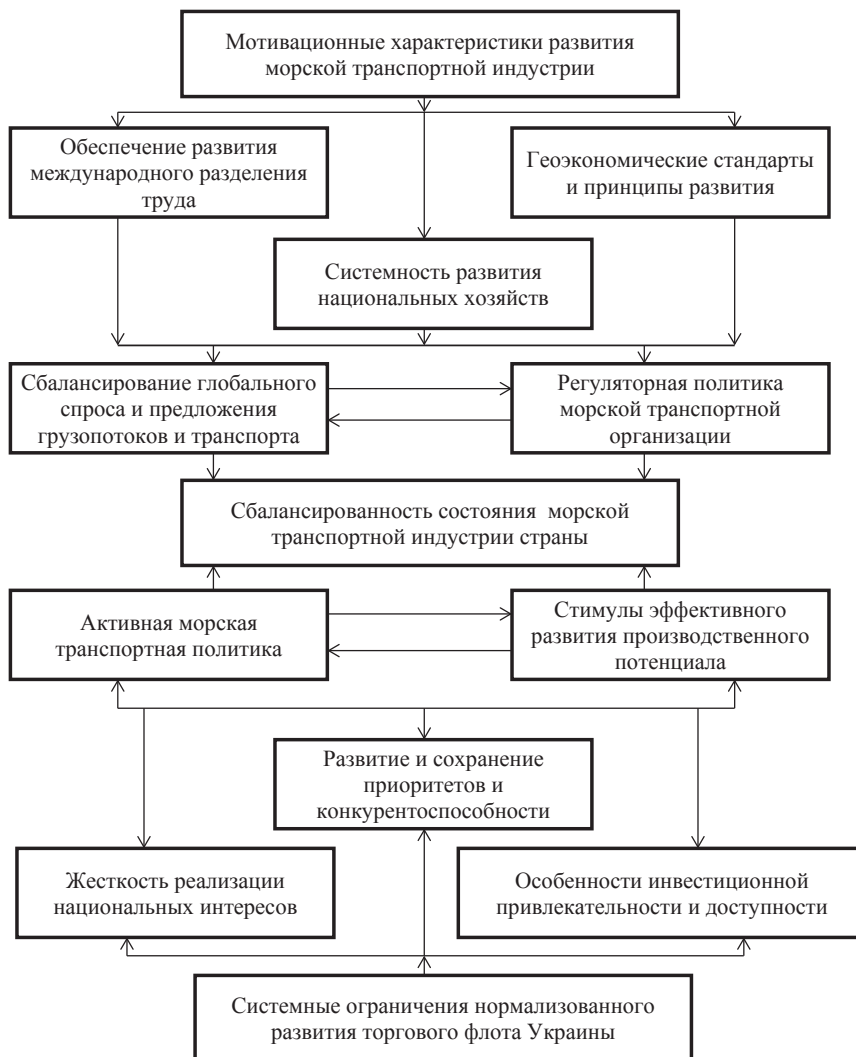 Мотивационные характеристики развития
морской транспортной индустрии
Обеспечение развития
международного разделения
труда
Геоэкономические стандарты
и принципы развития
Системность развития
национальных хозяйств
Сбалансирование глобального
спроса и предложения
грузопотоков и транспорта
Регуляторная политика
морской транспортной
организации
Сбалансированность состояния морской
транспортной индустрии страны
Активная морская
транспортная политика
Стимулы эффективного
развития производственного
потенциала
Развитие и сохранение
приоритетов и
конкурентоспособности
Жесткость реализации
национальных интересов
Особенности инвестиционной
привлекательности и доступности
Системные ограничения нормализованного
развития торгового флота Украины